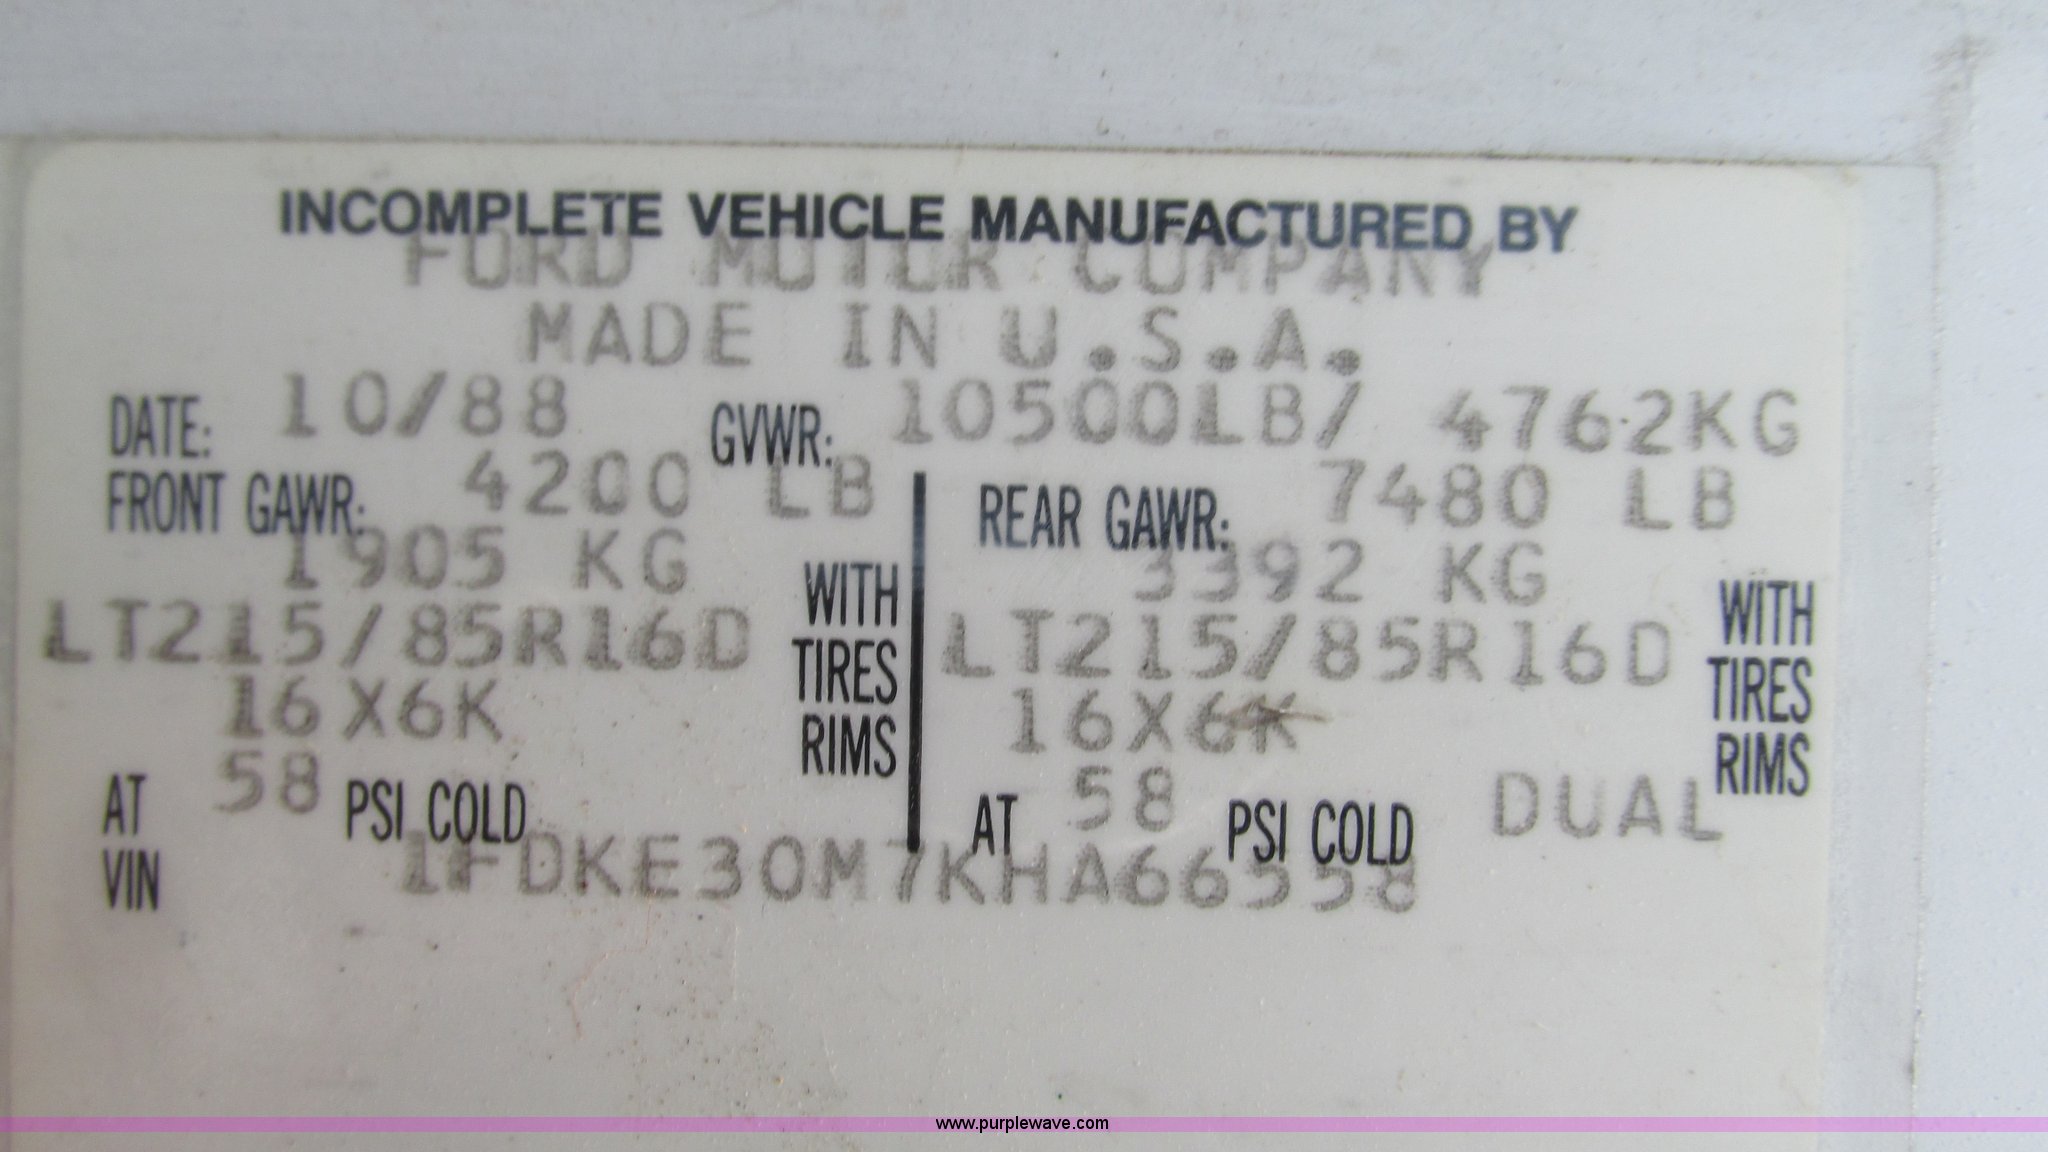 INCOMPLETE VEHICLE MANUFACTURED BY
FORD MOTOR COMPANY
MADE IN U.S.A.
DATE: 10/88 GVWR: 10500LB/ 4762KG
FRONT GAWR: 4200 LB REAR GAWR: 7480 LB
1905 KG WITH 3392 KG WITH
LT215/85R16D TIRES LT215/85R16D TIRES
16X6K RIMS 16X6K RIMS
AT 58 PSI COLD AT 58 PSI COLD DUAL
VIN 1FDKE30M7KHA66558
www.purplewave.com